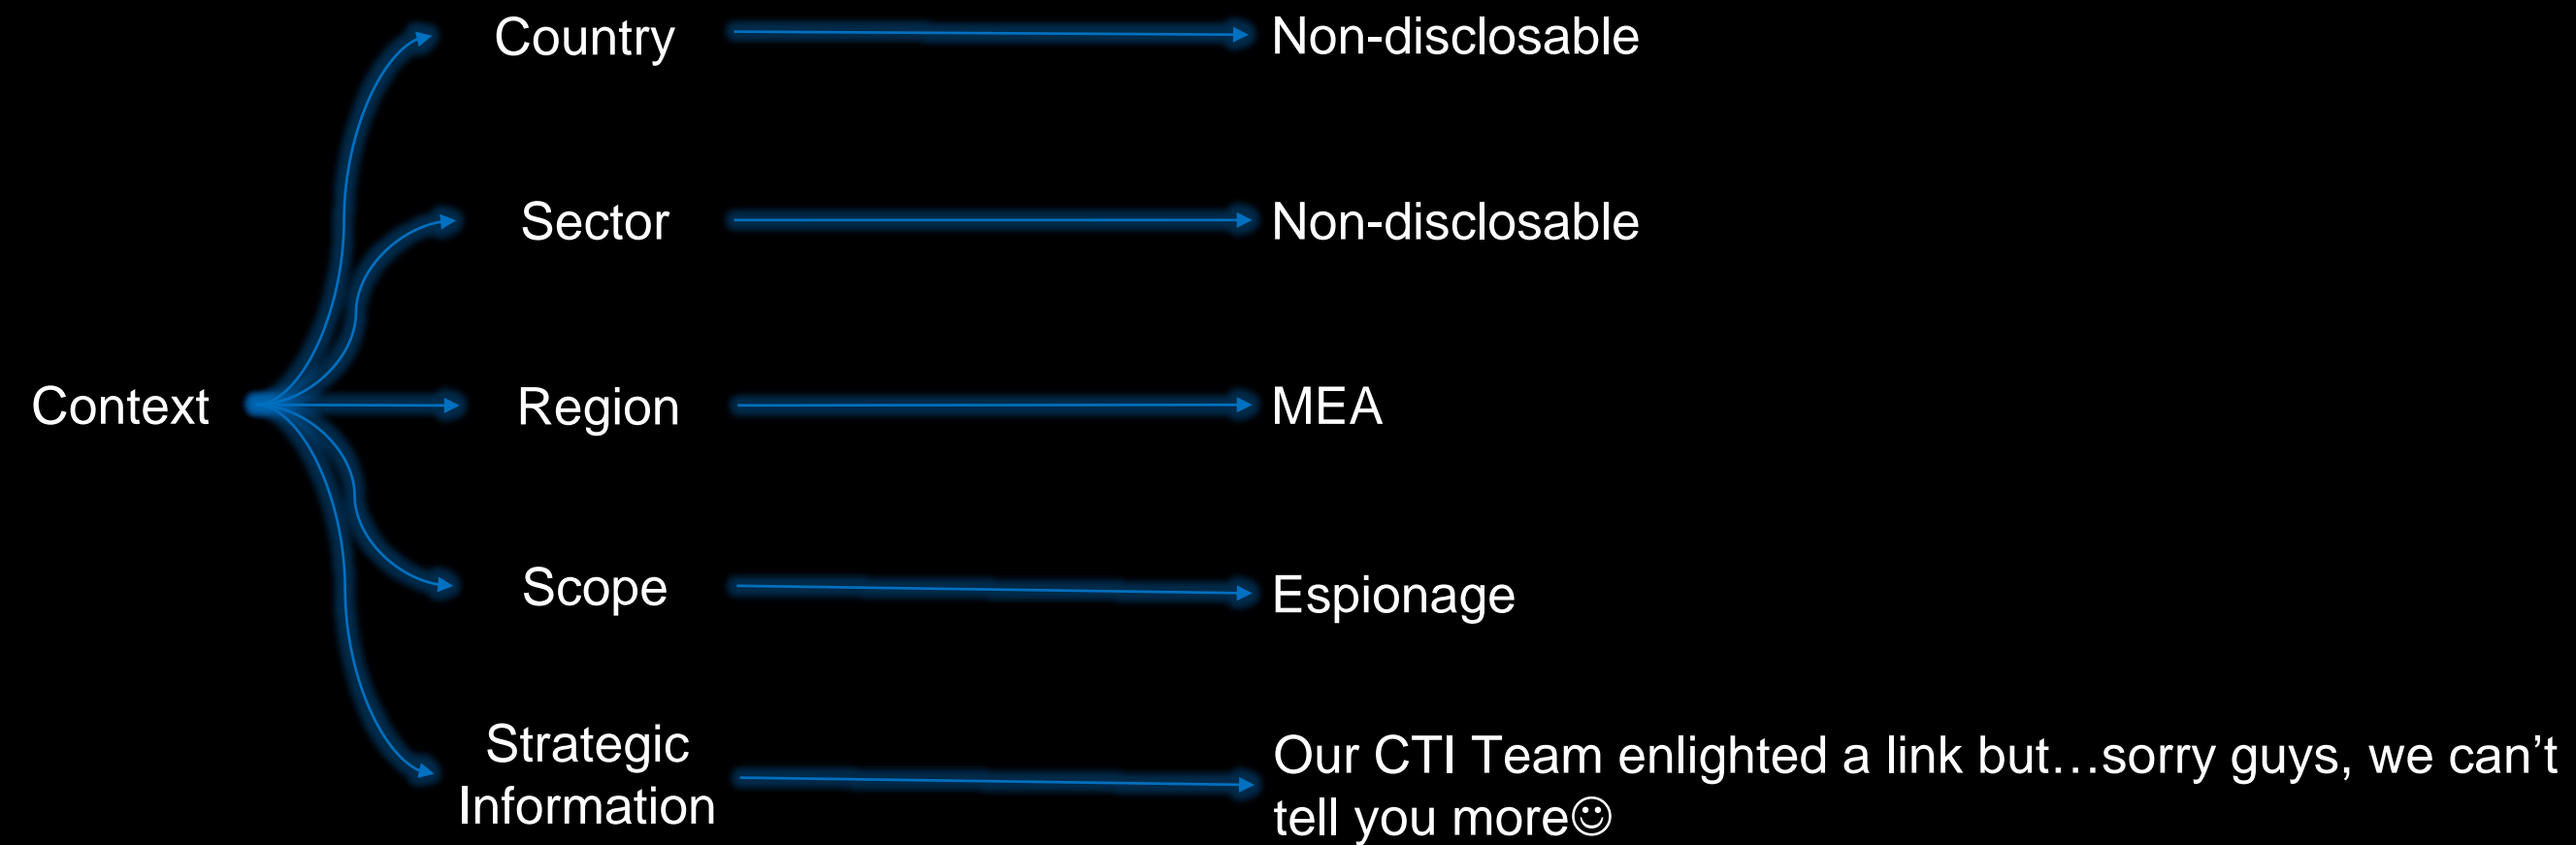 Country
Non-disclosable
Sector
Non-disclosable
Context
Region
MEA
Scope
Espionage
Strategic
Information
Our CTI Team enlighted a link but…sorry guys, we can’t
tell you more☺